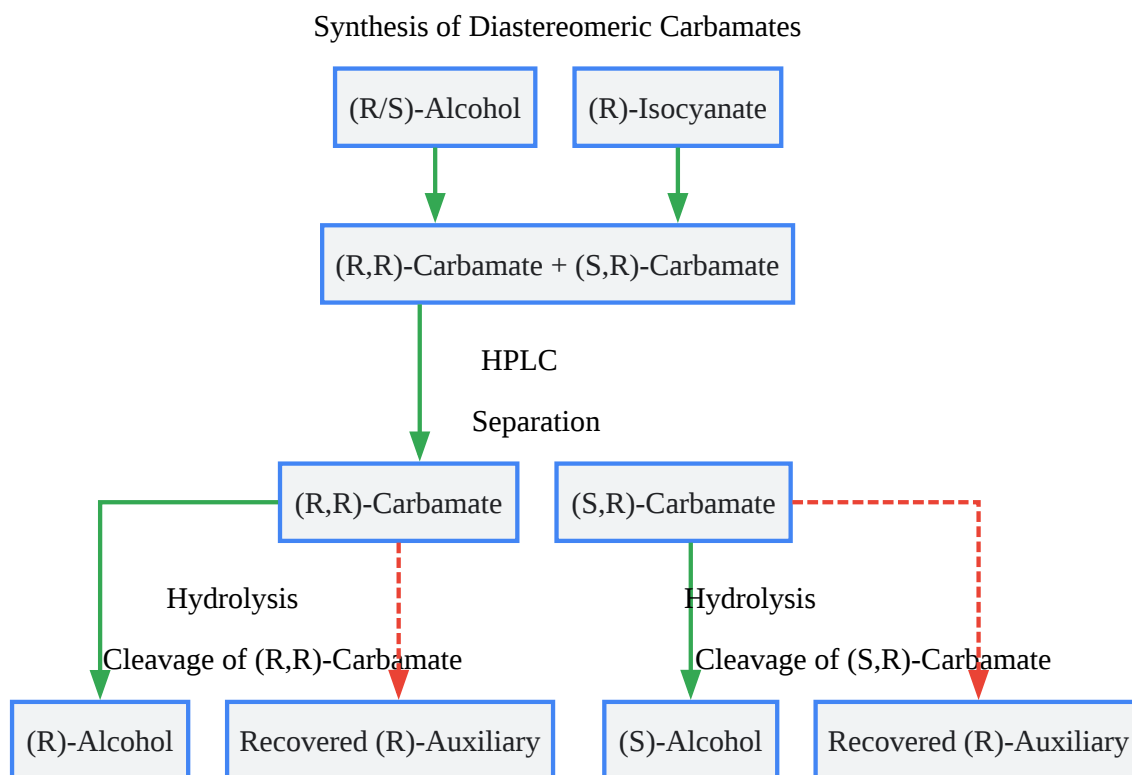 Synthesis of Diastereomeric Carbamates
(R/S)-Alcohol
(R)-Isocyanate
(R,R)-Carbamate + (S,R)-Carbamate
HPLC
Separation
(R,R)-Carbamate
(S,R)-Carbamate
Hydrolysis
Hydrolysis
Cleavage of (R,R)-Carbamate
Cleavage of (S,R)-Carbamate
(R)-Alcohol
Recovered (R)-Auxiliary
(S)-Alcohol
Recovered (R)-Auxiliary